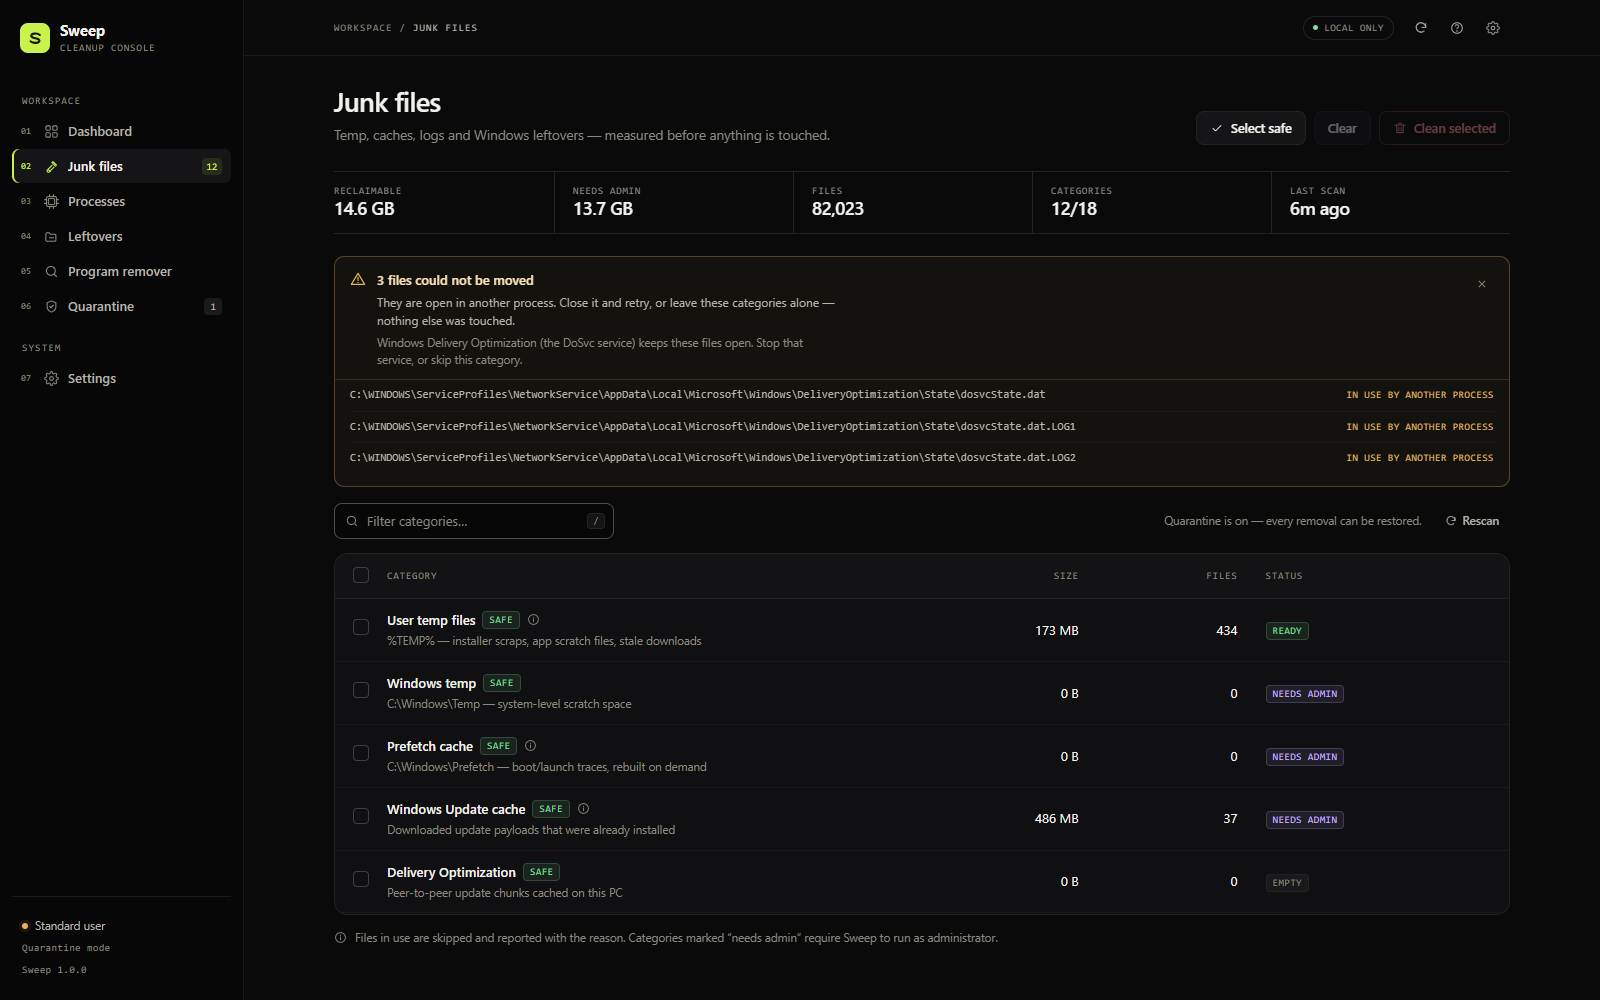 S
Sweep
CLEANUP CONSOLE
WORKSPACE
01 Dashboard
02 Junk files 12
03 Processes
04 Leftovers
05 Program remover
06 Quarantine 1
SYSTEM
07 Settings
Standard user
Quarantine mode
Sweep 1.0.0
WORKSPACE / JUNK FILES
LOCAL ONLY
Junk files
Temp, caches, logs and Windows leftovers — measured before anything is touched.
Select safe Clear Clean selected
RECLAIMABLE NEEDS ADMIN FILES CATEGORIES LAST SCAN
14.6 GB 13.7 GB 82,023 12/18 6m ago
3 files could not be moved
They are open in another process. Close it and retry, or leave these categories alone —
nothing else was touched.
Windows Delivery Optimization (the DoSvc service) keeps these files open. Stop that
service, or skip this category.
C:\WINDOWS\ServiceProfiles\NetworkService\AppData\Local\Microsoft\Windows\DeliveryOptimization\State\dosvcState.dat IN USE BY ANOTHER PROCESS
C:\WINDOWS\ServiceProfiles\NetworkService\AppData\Local\Microsoft\Windows\DeliveryOptimization\State\dosvcState.dat.LOG1 IN USE BY ANOTHER PROCESS
C:\WINDOWS\ServiceProfiles\NetworkService\AppData\Local\Microsoft\Windows\DeliveryOptimization\State\dosvcState.dat.LOG2 IN USE BY ANOTHER PROCESS
Filter categories... /
Quarantine is on — every removal can be restored. Rescan
CATEGORY SIZE FILES STATUS
User temp files SAFE 173 MB 434 READY
%TEMP% — installer scraps, app scratch files, stale downloads
Windows temp SAFE 0 B 0 NEEDS ADMIN
C:\Windows\Temp — system-level scratch space
Prefetch cache SAFE 0 B 0 NEEDS ADMIN
C:\Windows\Prefetch — boot/launch traces, rebuilt on demand
Windows Update cache SAFE 486 MB 37 NEEDS ADMIN
Downloaded update payloads that were already installed
Delivery Optimization SAFE 0 B 0 EMPTY
Peer-to-peer update chunks cached on this PC
Files in use are skipped and reported with the reason. Categories marked “needs admin” require Sweep to run as administrator.